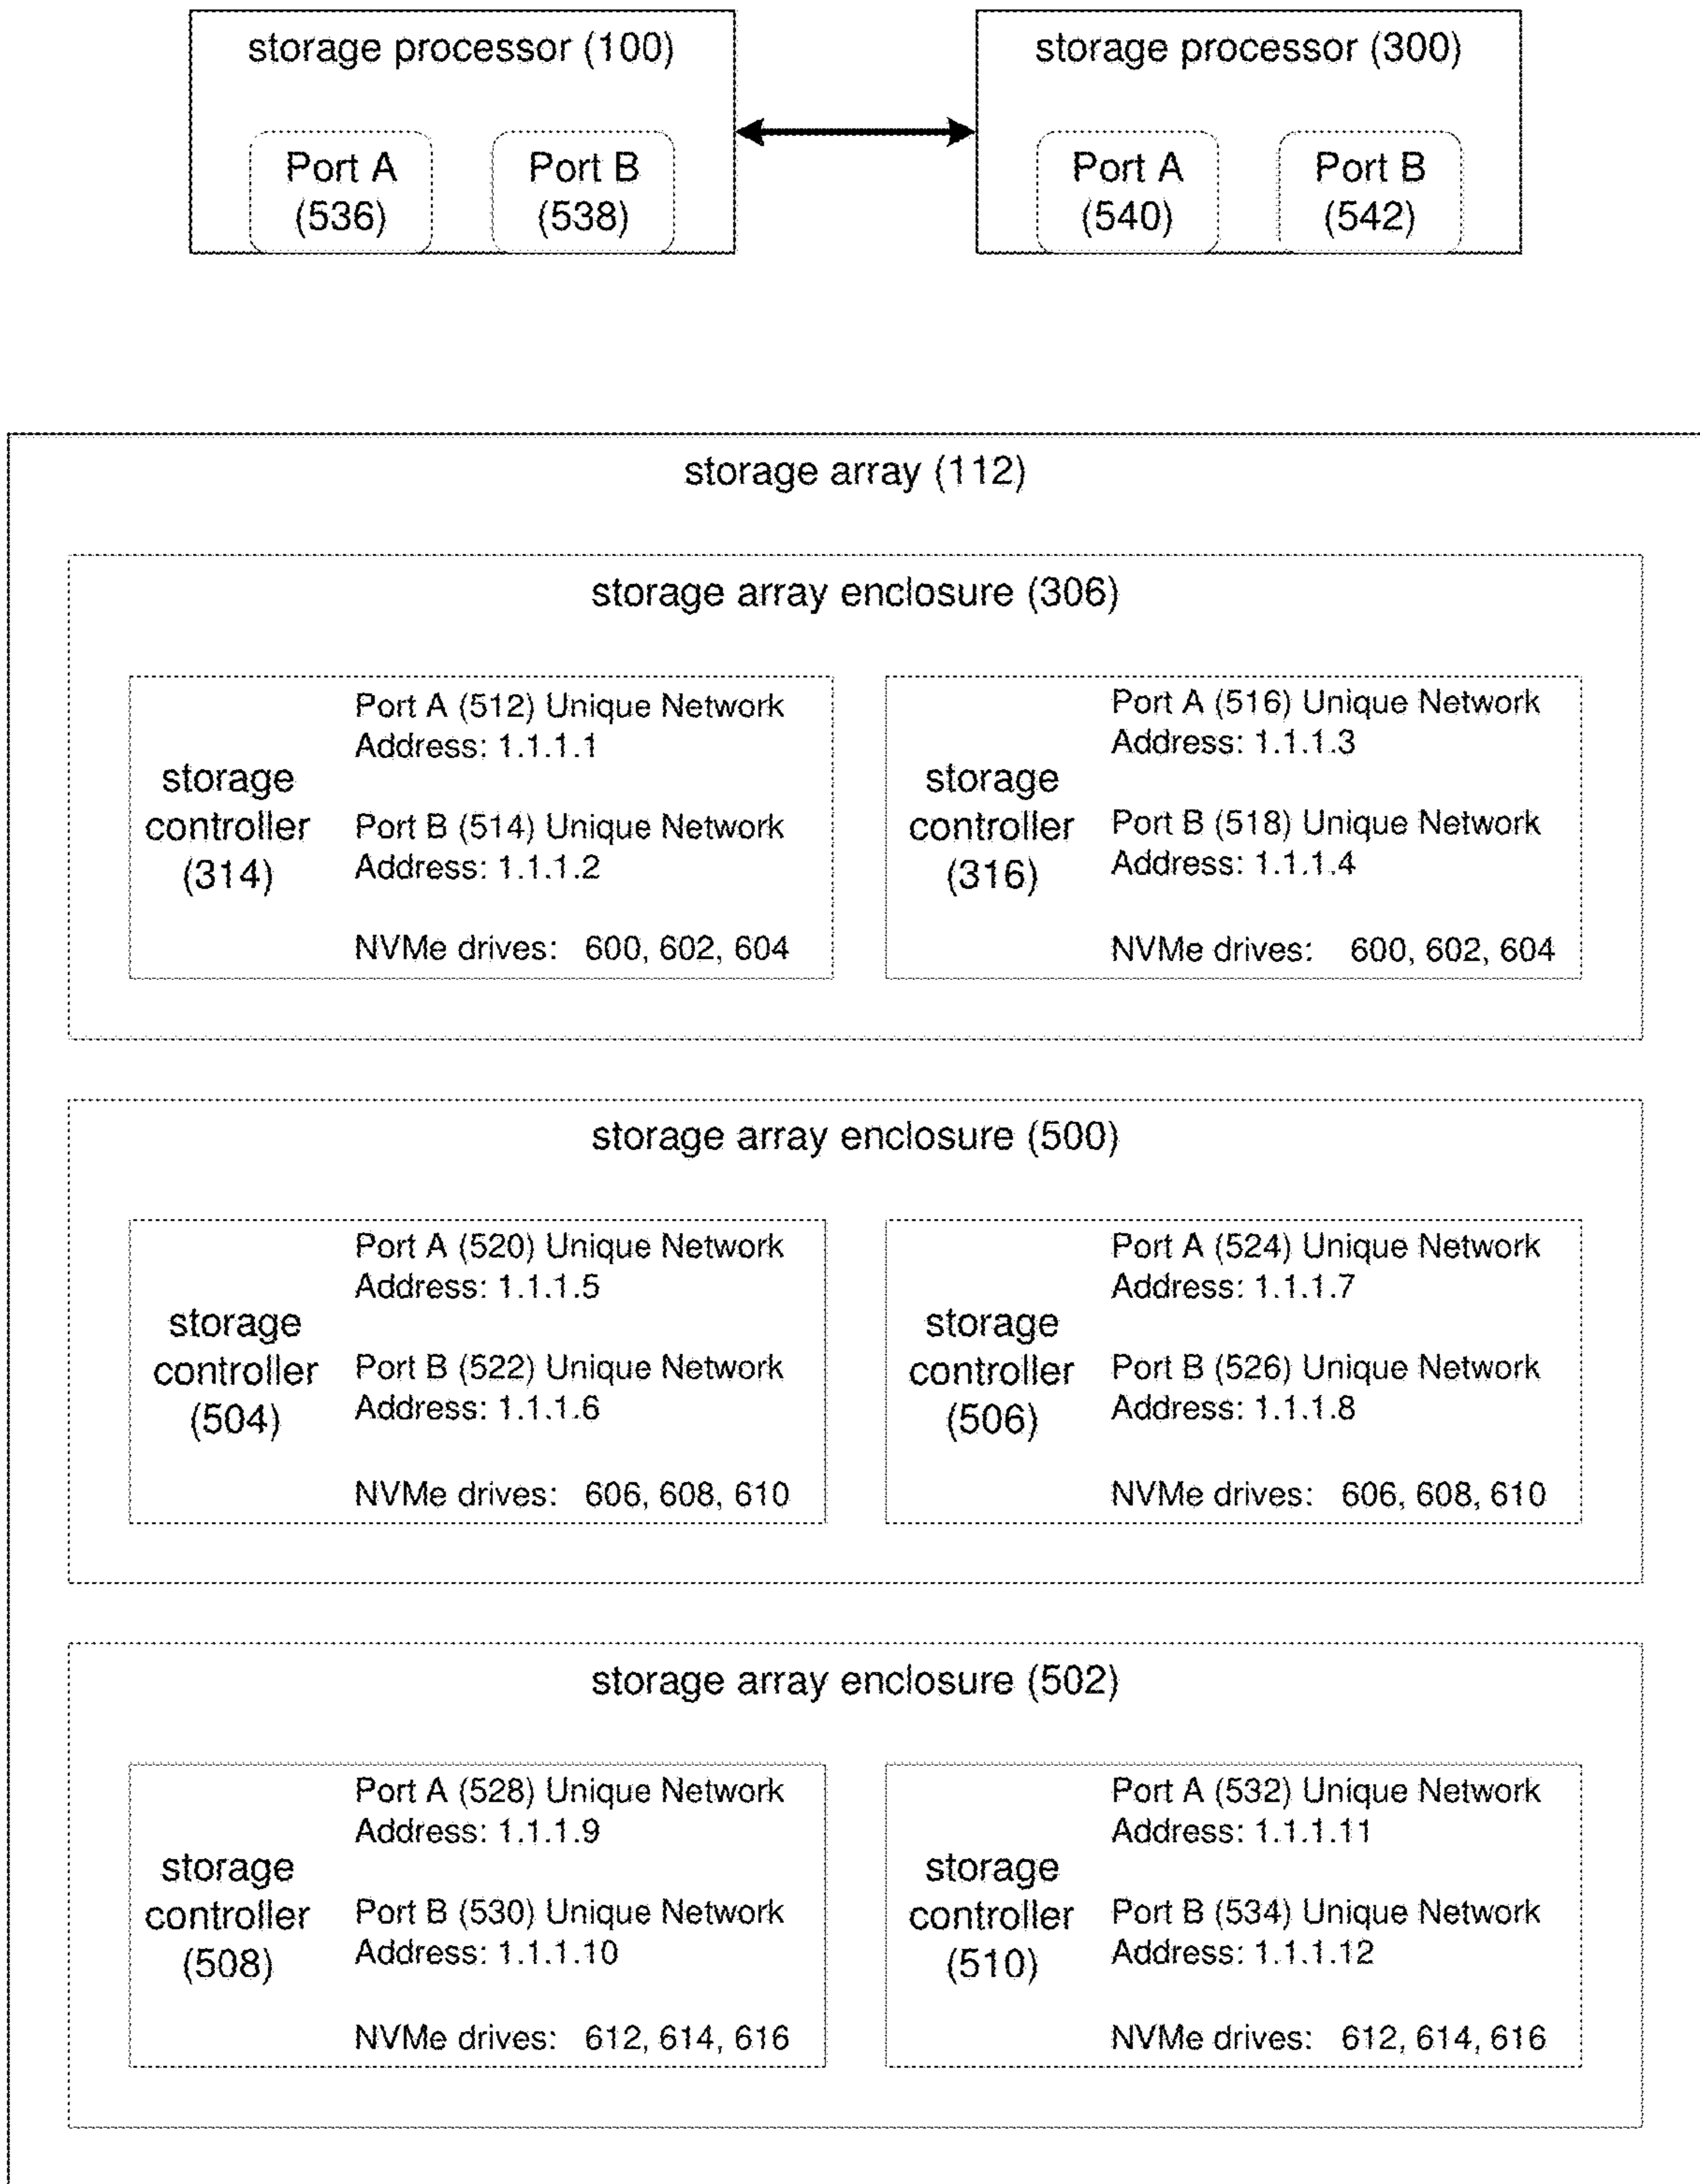 storage processor (100)
Port A
(536)
Port B
(538)
storage processor (300)
Port A
(540)
Port B
(542)
storage array (112)
storage array enclosure (306)
storage
controller
(314)
Port A (512) Unique Network
Address: 1.1.1.1
Port B (514) Unique Network
Address: 1.1.1.2
NVMe drives: 600, 602, 604
storage
controller
(316)
Port A (516) Unique Network
Address: 1.1.1.3
Port B (518) Unique Network
Address: 1.1.1.4
NVMe drives: 600, 602, 604
storage array enclosure (500)
storage
controller
(504)
Port A (520) Unique Network
Address: 1.1.1.5
Port B (522) Unique Network
Address: 1.1.1.6
NVMe drives: 606, 608, 610
storage
controller
(506)
Port A (524) Unique Network
Address: 1.1.1.7
Port B (526) Unique Network
Address: 1.1.1.8
NVMe drives: 606, 608, 610
storage array enclosure (502)
storage
controller
(508)
Port A (528) Unique Network
Address: 1.1.1.9
Port B (530) Unique Network
Address: 1.1.1.10
NVMe drives: 612, 614, 616
storage
controller
(510)
Port A (532) Unique Network
Address: 1.1.1.11
Port B (534) Unique Network
Address: 1.1.1.12
NVMe drives: 612, 614, 616